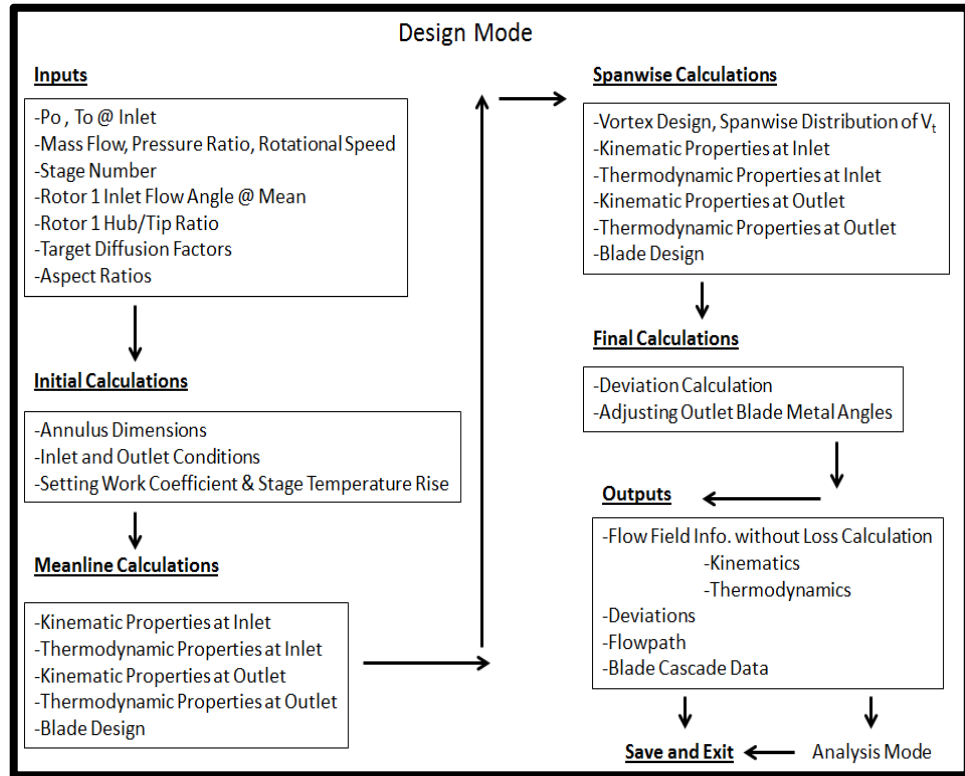 Design Mode
Inputs
-Po , To @ Inlet
-Mass Flow, Pressure Ratio, Rotational Speed
-Stage Number
-Rotor 1 Inlet Flow Angle @ Mean
-Rotor 1 Hub/Tip Ratio
-Target Diffusion Factors
-Aspect Ratios
Initial Calculations
-Annulus Dimensions
-Inlet and Outlet Conditions
-Setting Work Coefficient & Stage Temperature Rise
Meanline Calculations
-Kinematic Properties at Inlet
-Thermodynamic Properties at Inlet
-Kinematic Properties at Outlet
-Thermodynamic Properties at Outlet
-Blade Design
Spanwise Calculations
-Vortex Design, Spanwise Distribution of Vt
-Kinematic Properties at Inlet
-Thermodynamic Properties at Inlet
-Kinematic Properties at Outlet
-Thermodynamic Properties at Outlet
-Blade Design
Final Calculations
-Deviation Calculation
-Adjusting Outlet Blade Metal Angles
Outputs
-Flow Field Info. without Loss Calculation
-Kinematics
-Thermodynamics
-Deviations
-Flowpath
-Blade Cascade Data
Save and Exit
Analysis Mode